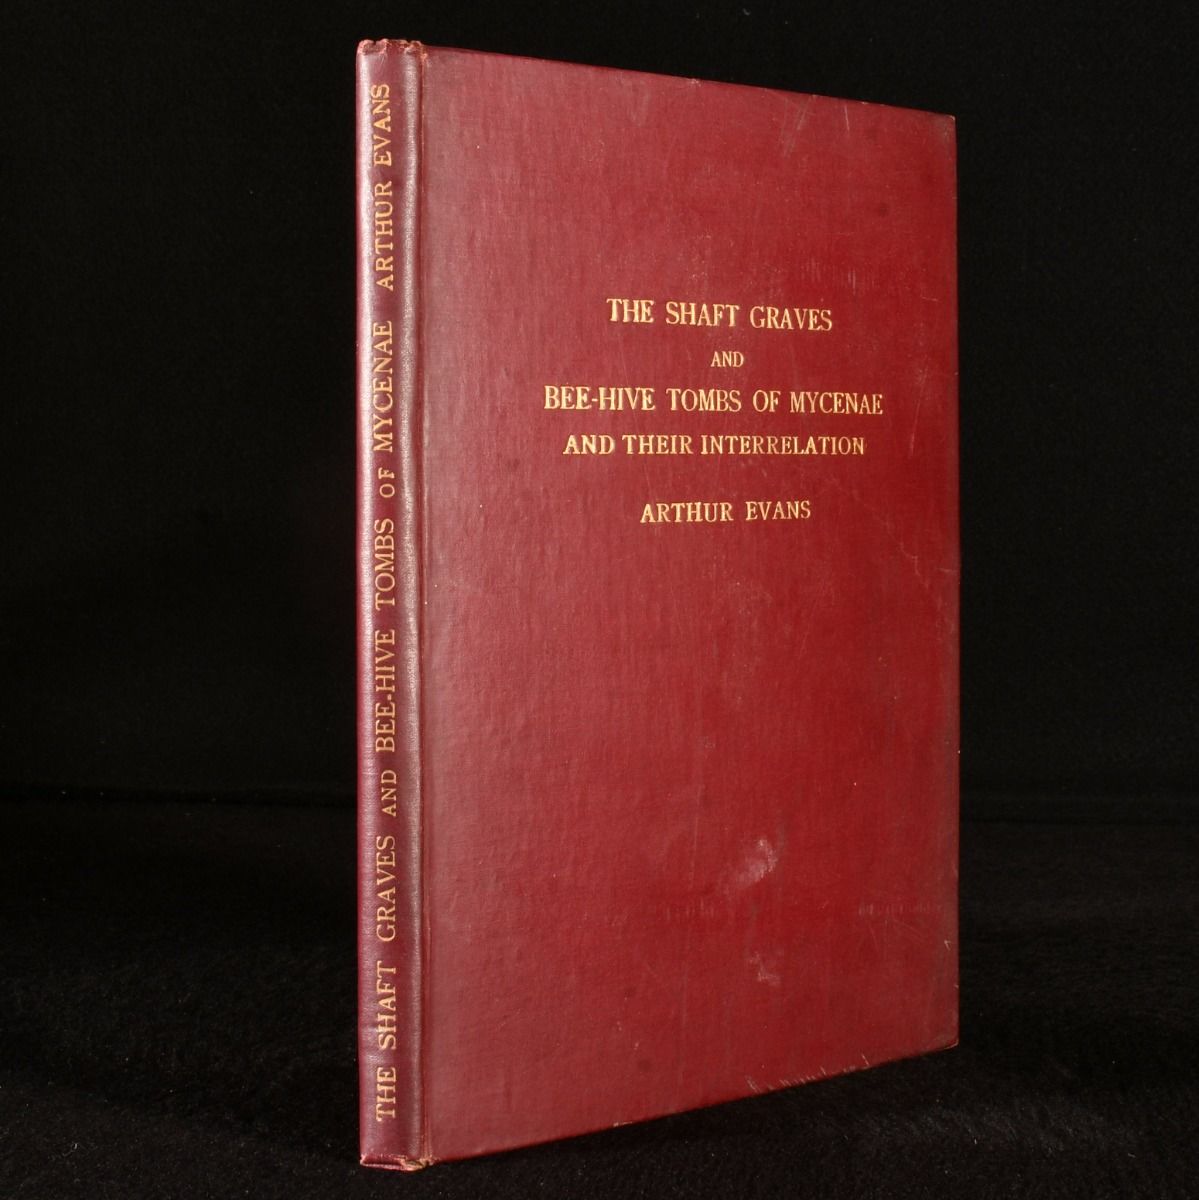 THE SHAFT GRAVES AND BEE-HIVE TOMBS OF MYCENAE ARTHUR EVANS
THE SHAFT GRAVES
AND
BEE-HIVE TOMBS OF MYCENAE
AND THEIR INTERRELATION
ARTHUR EVANS